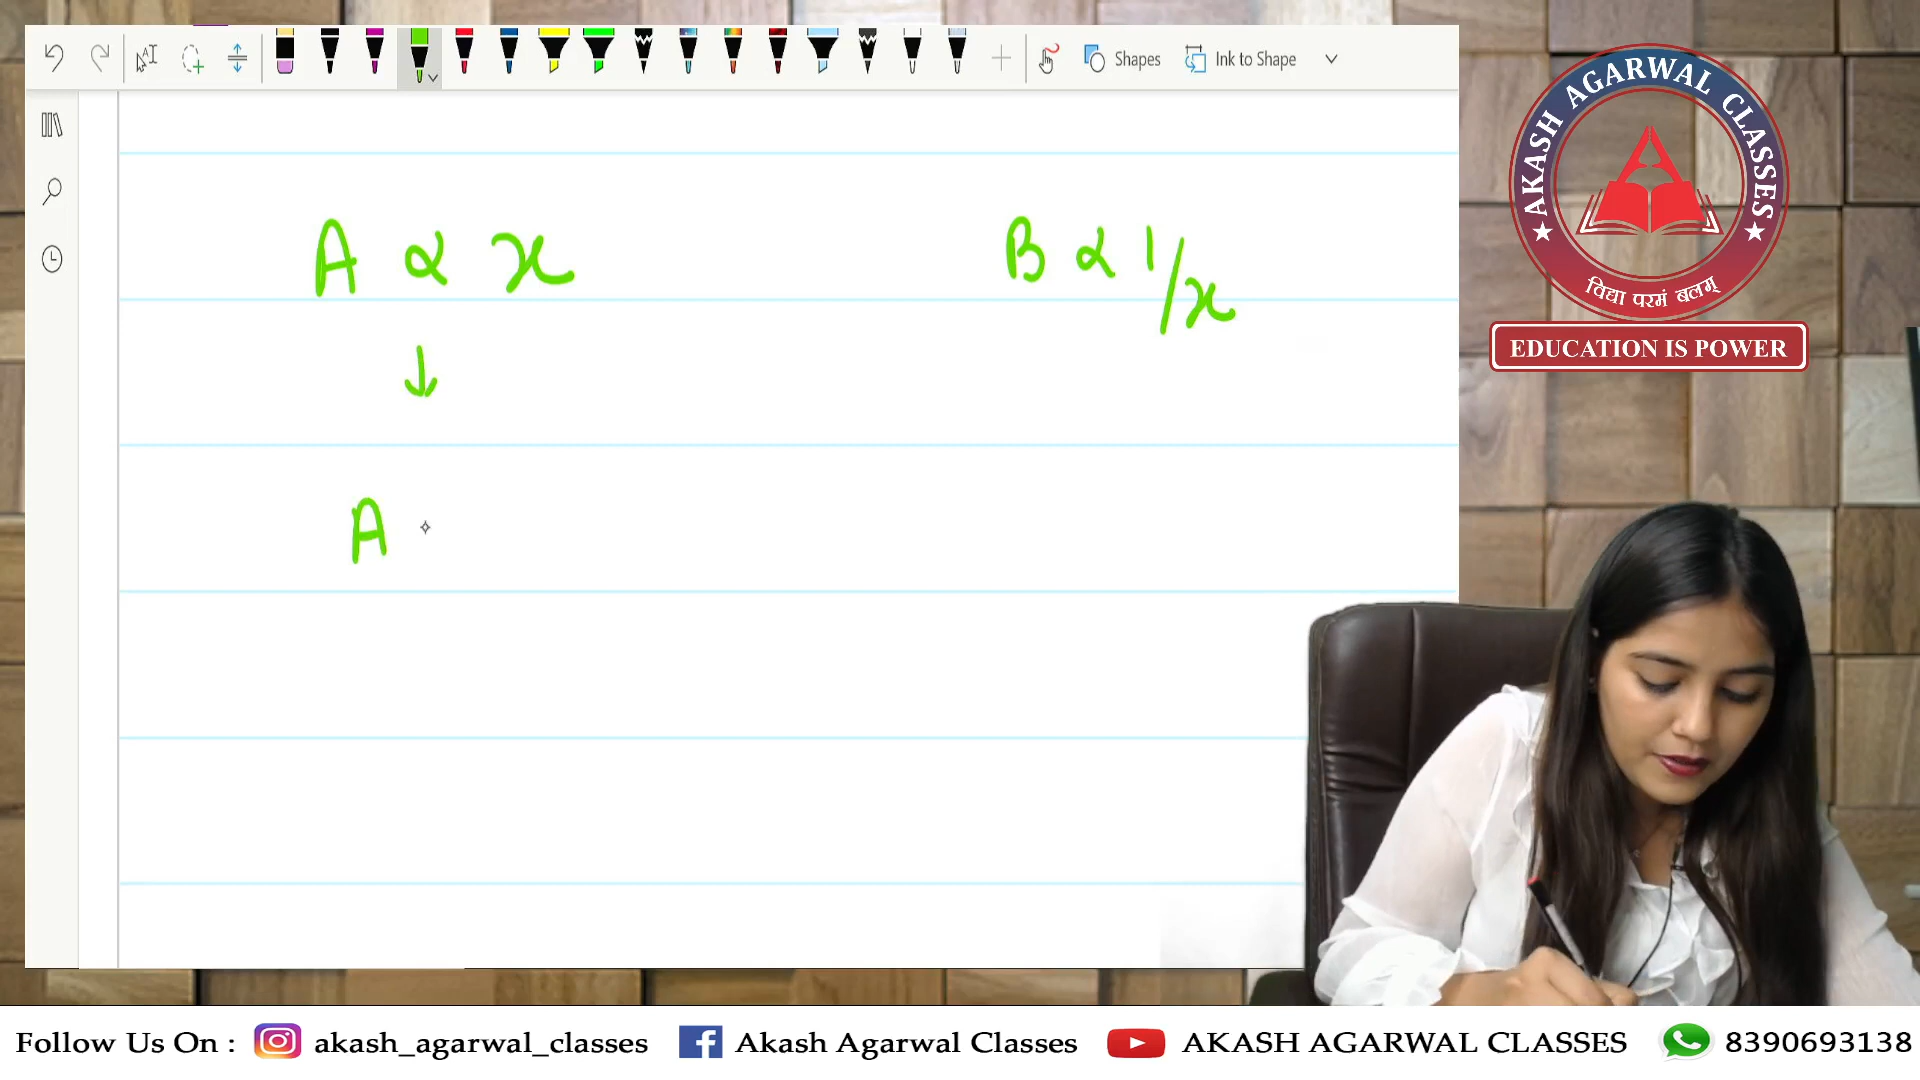 Shapes
Ink to Shape
A ∝ x
B ∝ 1/x
↓
A
AKASH AGARWAL CLASSES
विद्या परमं बलम्
EDUCATION IS POWER
Follow Us On : akash_agarwal_classes Akash Agarwal Classes AKASH AGARWAL CLASSES 8390693138